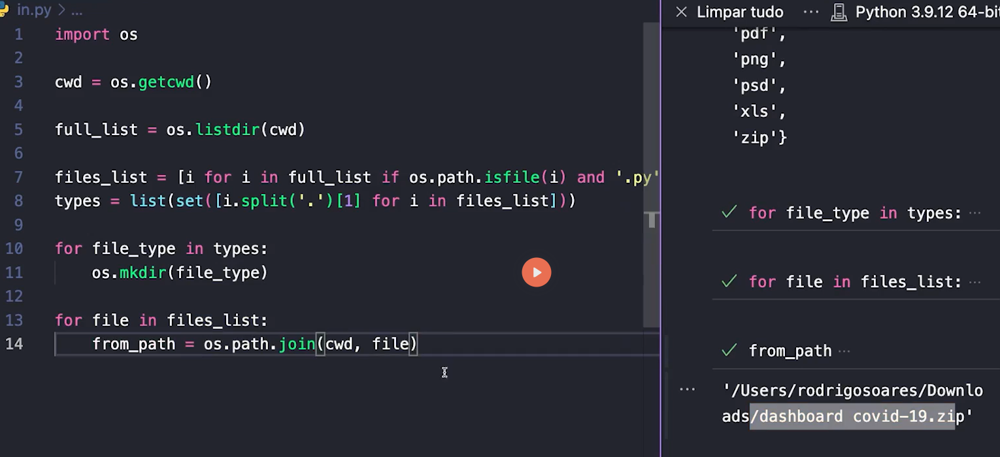 in.py > ...
1 import os
2
3 cwd = os.getcwd()
4
5 full_list = os.listdir(cwd)
6
7 files_list = [i for i in full_list if os.path.isfile(i) and '.py'
8 types = list(set([i.split('.')[1] for i in files_list]))
9
10 for file_type in types:
11     os.mkdir(file_type)
12
13 for file in files_list:
14     from_path = os.path.join(cwd, file)
Limpar tudo ... Python 3.9.12 64-bit
'pdf',
'png',
'psd',
'xls',
'zip'}
for file_type in types: ...
for file in files_list: ...
from_path ...
... '/Users/rodrigosoares/Downlo
ads/dashboard covid-19.zip'